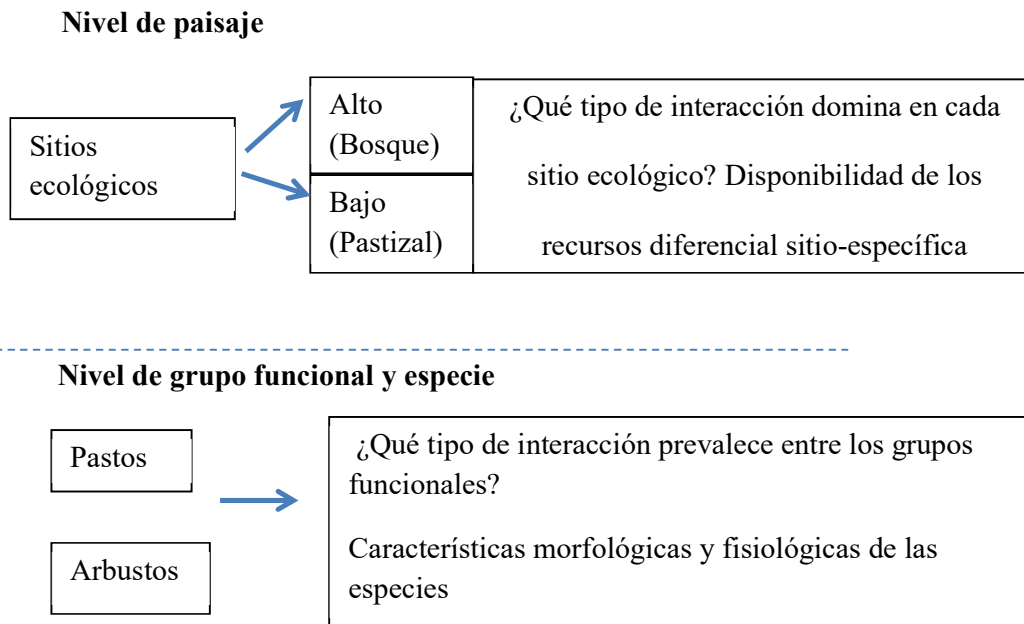 Nivel de paisaje
Sitios
ecológicos
Alto
(Bosque)
Bajo
(Pastizal)
¿Qué tipo de interacción domina en cada
sitio ecológico? Disponibilidad de los
recursos diferencial sitio-específica
Nivel de grupo funcional y especie
Pastos
Arbustos
¿Qué tipo de interacción prevalece entre los grupos
funcionales?
Características morfológicas y fisiológicas de las
especies